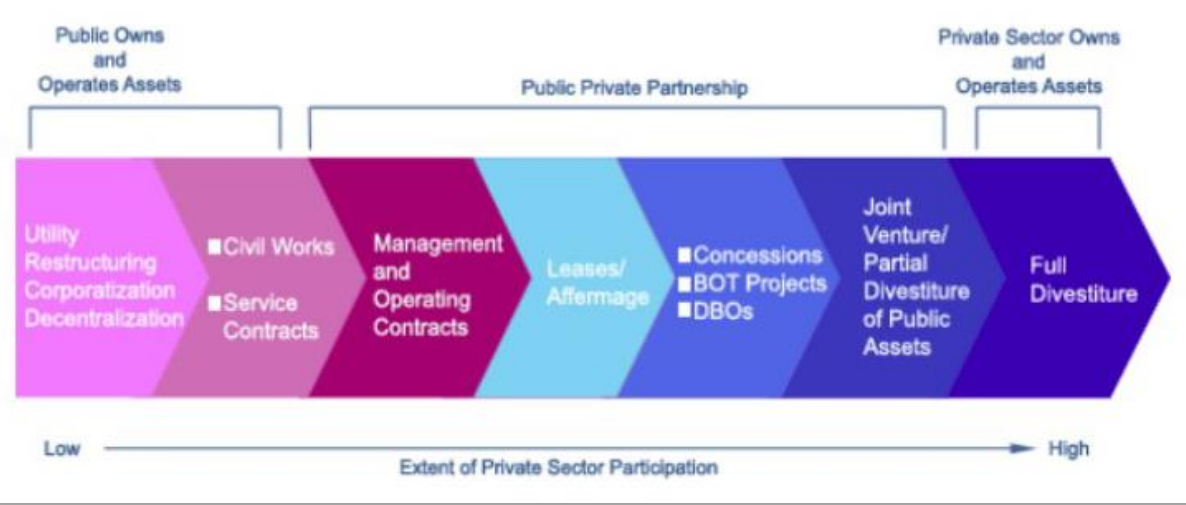 Public Owns
and
Operates Assets
Public Private Partnership
Private Sector Owns
and
Operates Assets
Utility
Restructuring
Corporatization
Decentralization
■Civil Works
■Service
Contracts
Management
and
Operating
Contracts
Leases/
Affermage
■Concessions
■BOT Projects
■DBOs
Joint
Venture/
Partial
Divestiture
of Public
Assets
Full
Divestiture
Low
High
Extent of Private Sector Participation